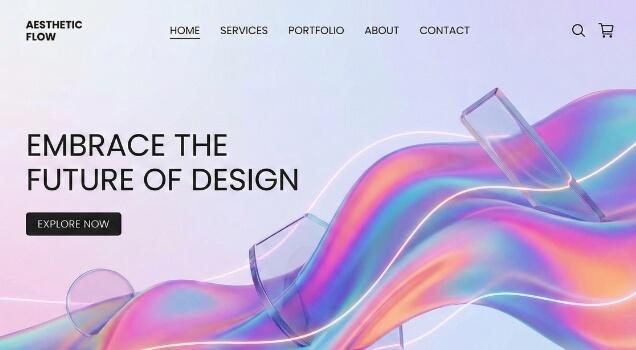 AESTHETIC
FLOW
HOME SERVICES PORTFOLIO ABOUT CONTACT
EMBRACE THE
FUTURE OF DESIGN
EXPLORE NOW